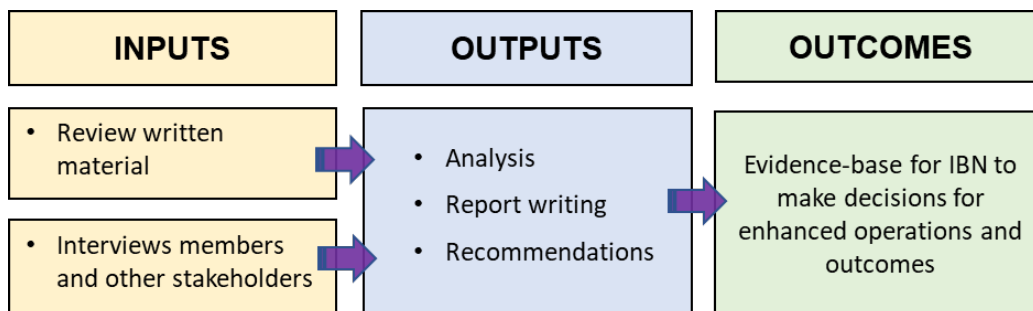 INPUTS
OUTPUTS
OUTCOMES
• Review written
material
• Interviews members
and other stakeholders
• Analysis
• Report writing
• Recommendations
Evidence-base for IBN to
make decisions for
enhanced operations and
outcomes